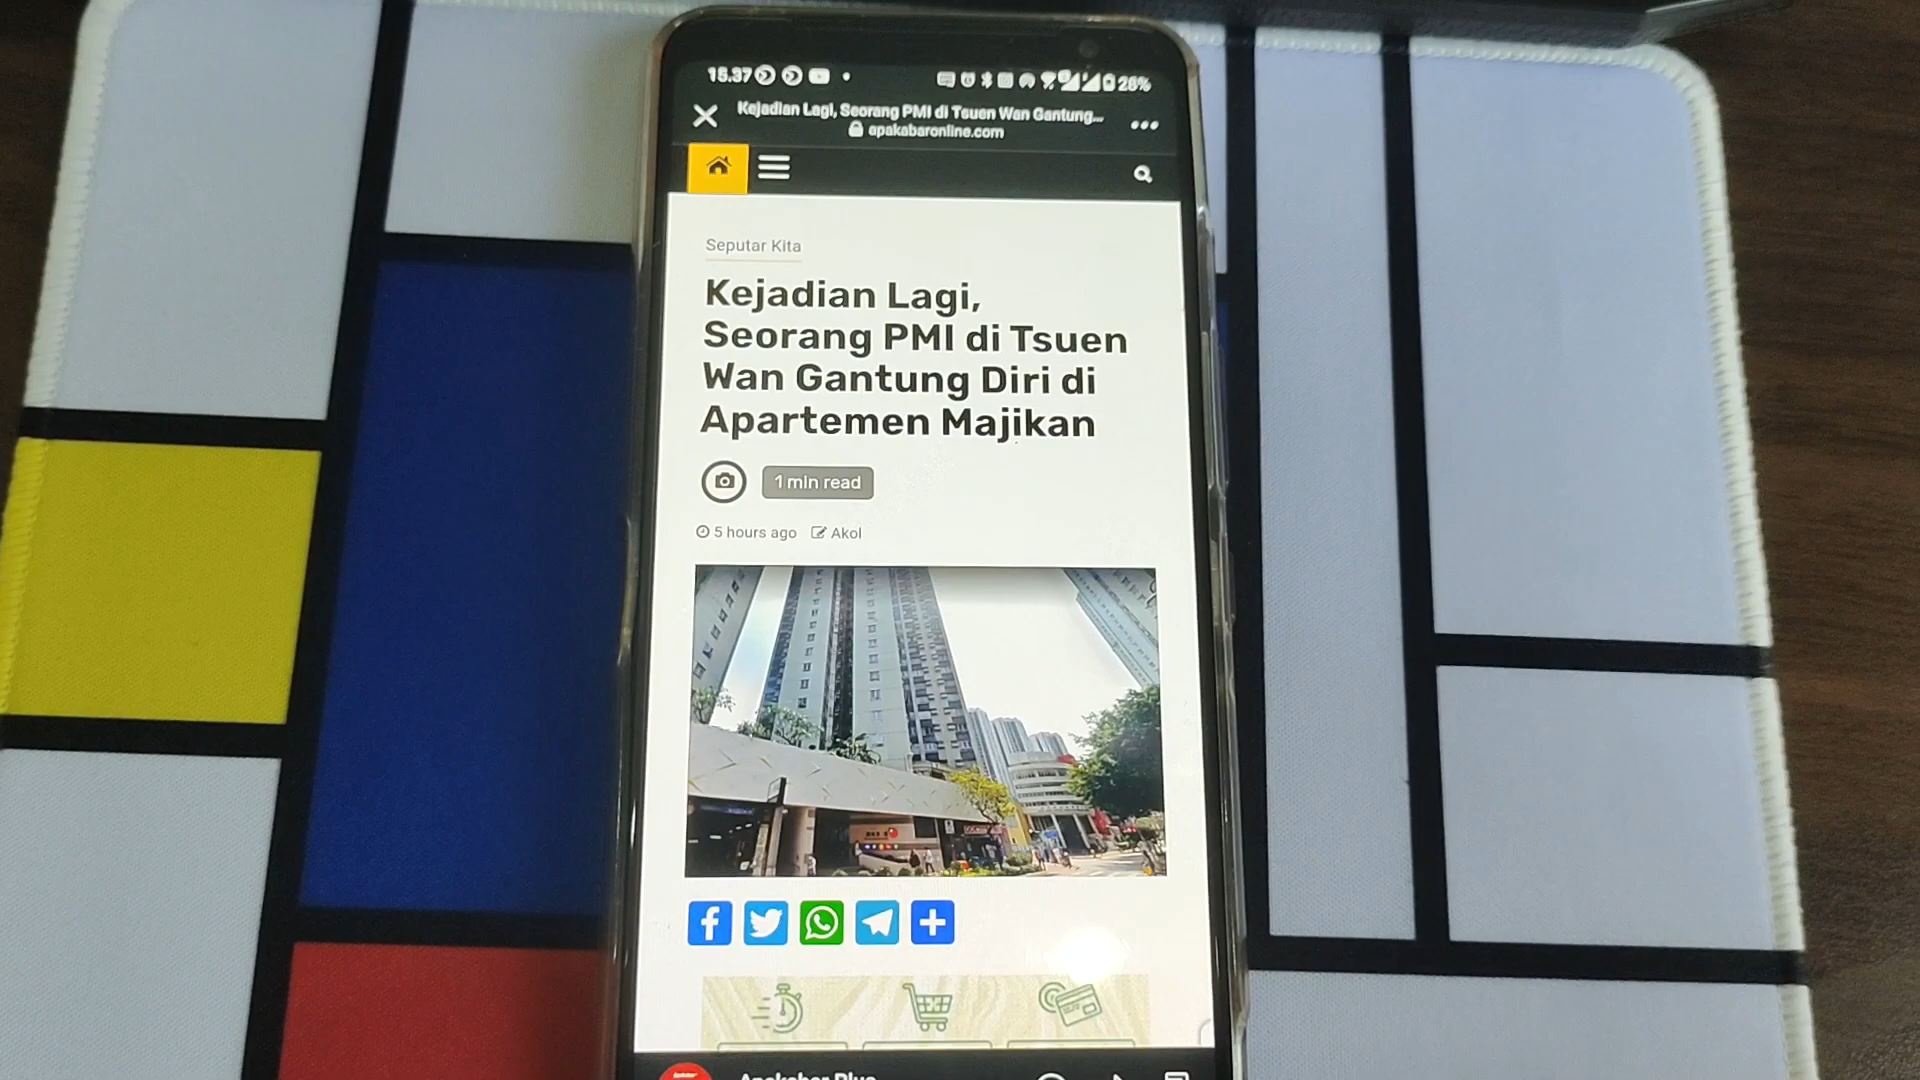 15.37
26%
Kejadian Lagi, Seorang PMI di Tsuen Wan Gantung...
apakabaronline.com
Seputar Kita
Kejadian Lagi,
Seorang PMI di Tsuen
Wan Gantung Diri di
Apartemen Majikan
1 min read
5 hours ago Akol